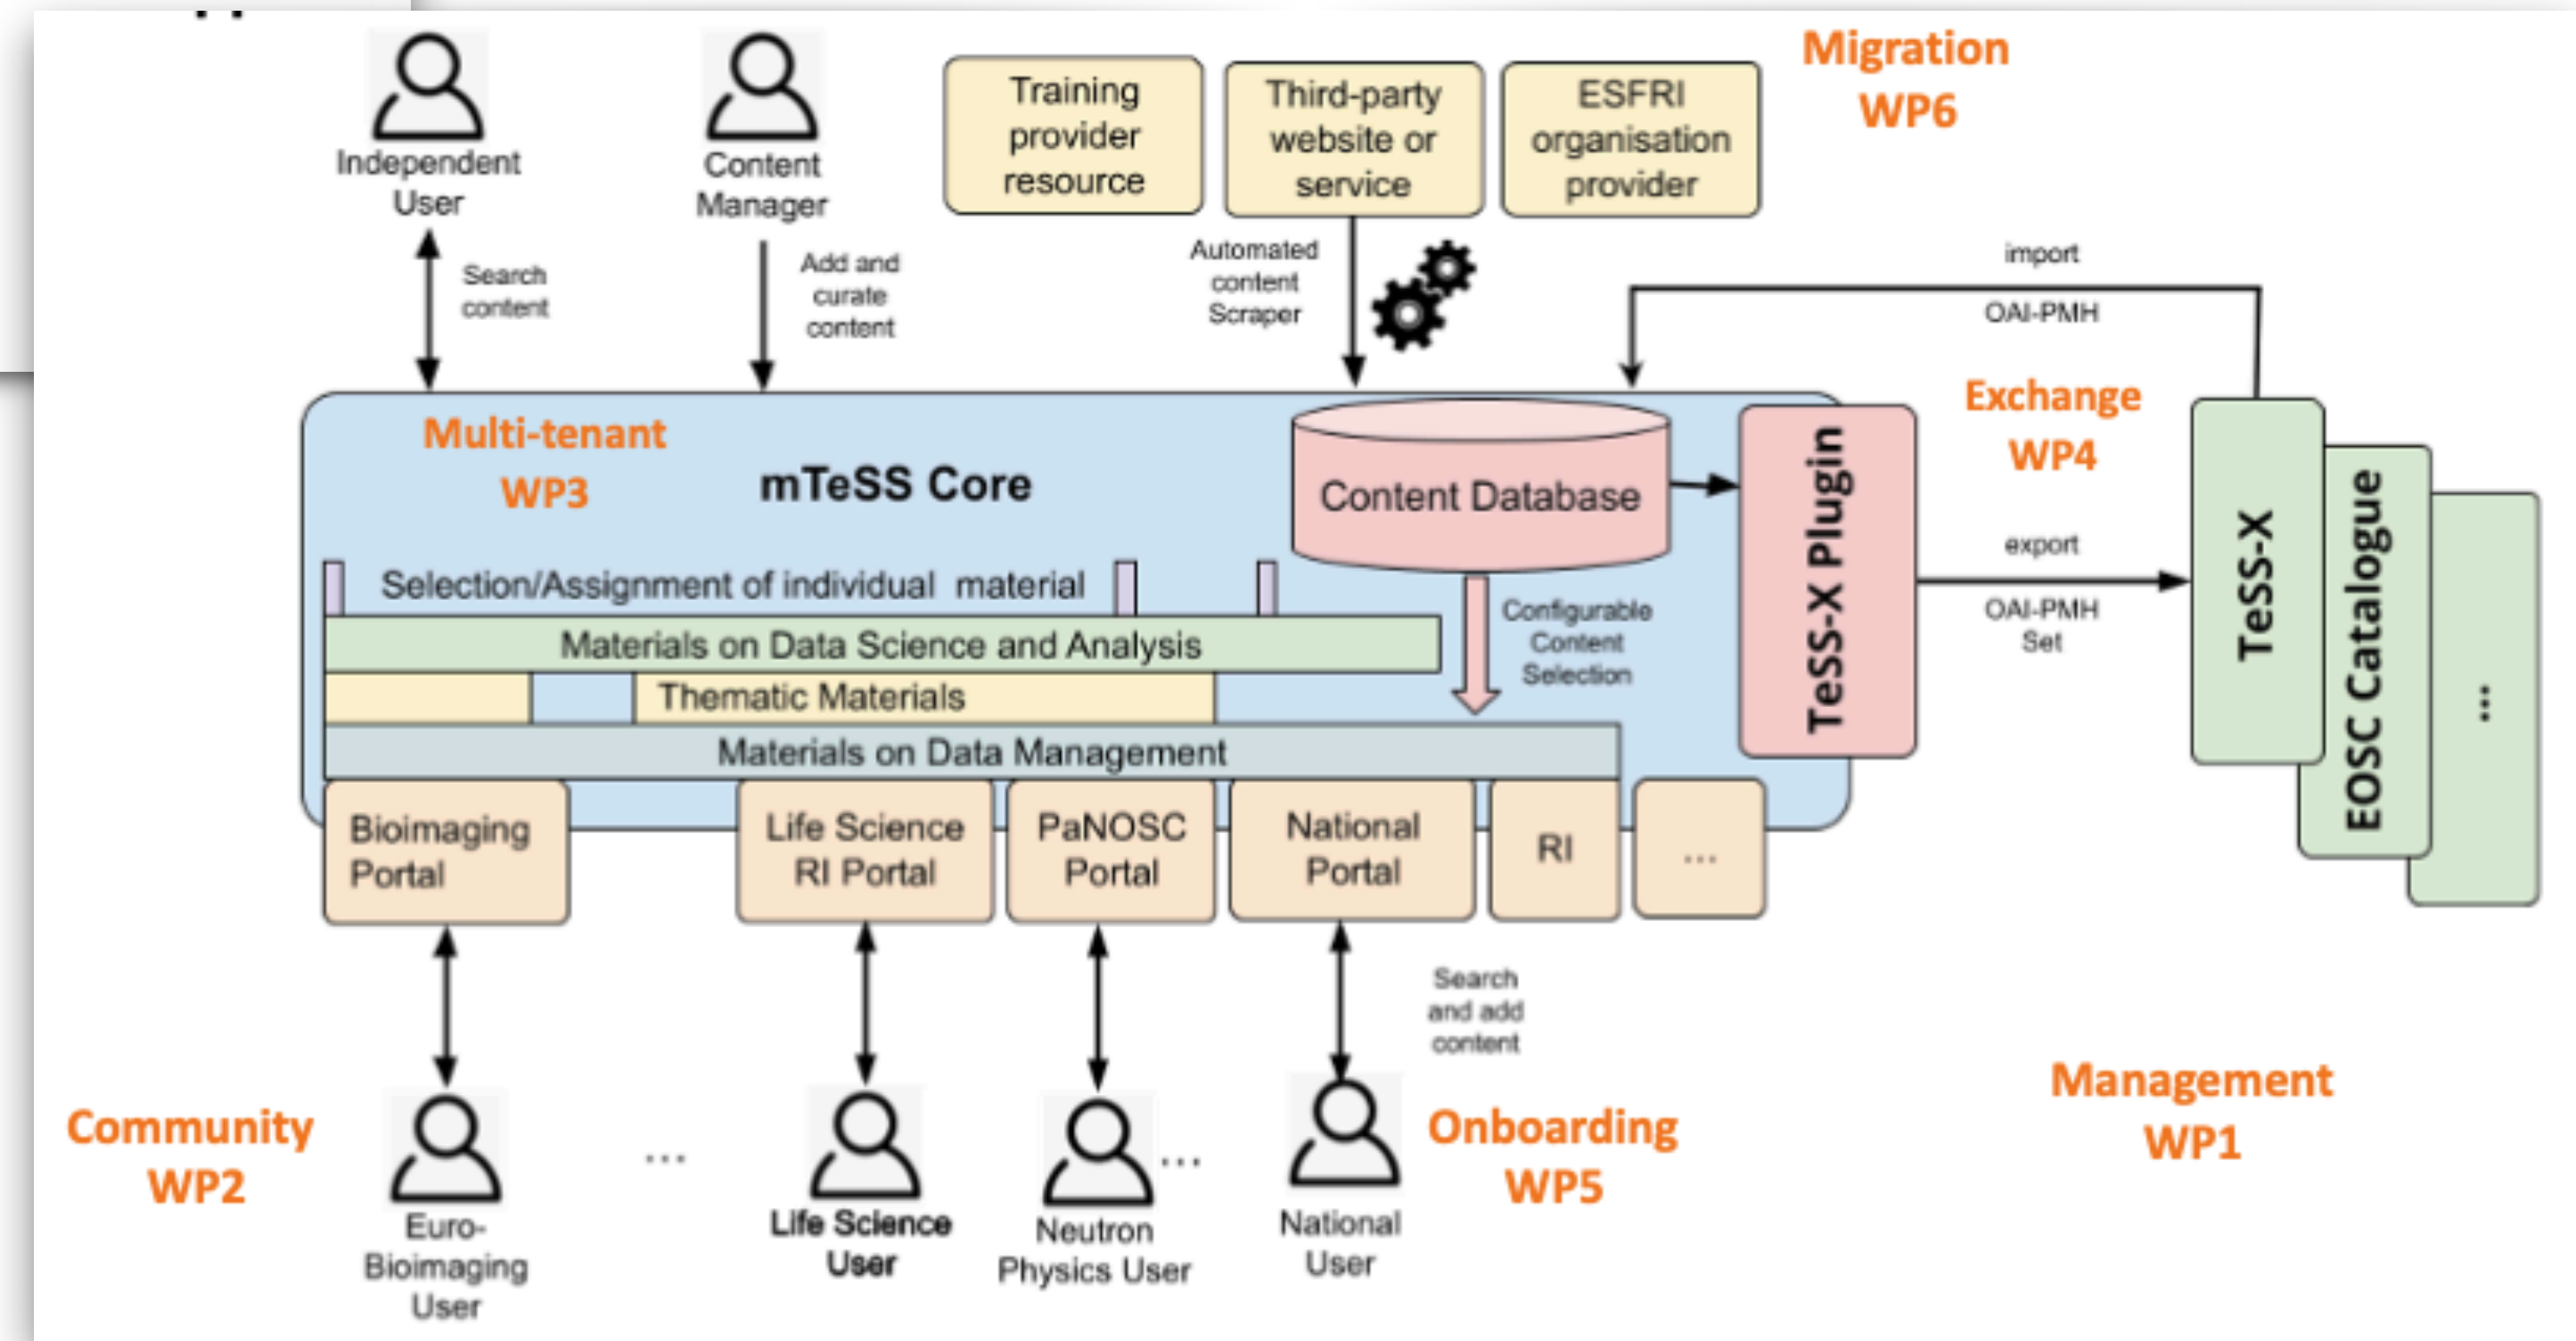 Independent
User
Content
Manager
Training
provider
resource
Third-party
website or
service
ESFRI
organisation
provider
Migration
WP6
Search
content
Add and
curate
content
Automated
content
Scraper
import
OAI-PMH
Multi-tenant
WP3
mTeSS Core
Content Database
TeSS-X Plugin
Exchange
WP4
export
OAI-PMH
Set
TeSS-X
EOSC Catalogue
...
Selection/Assignment of individual material
Configurable
Content
Selection
Materials on Data Science and Analysis
Thematic Materials
Materials on Data Management
Bioimaging
Portal
Life Science
RI Portal
PaNOSC
Portal
National
Portal
RI
...
Search
and add
content
Community
WP2
...
...
Onboarding
WP5
Management
WP1
Euro-
Bioimaging
User
Life Science
User
Neutron
Physics User
National
User